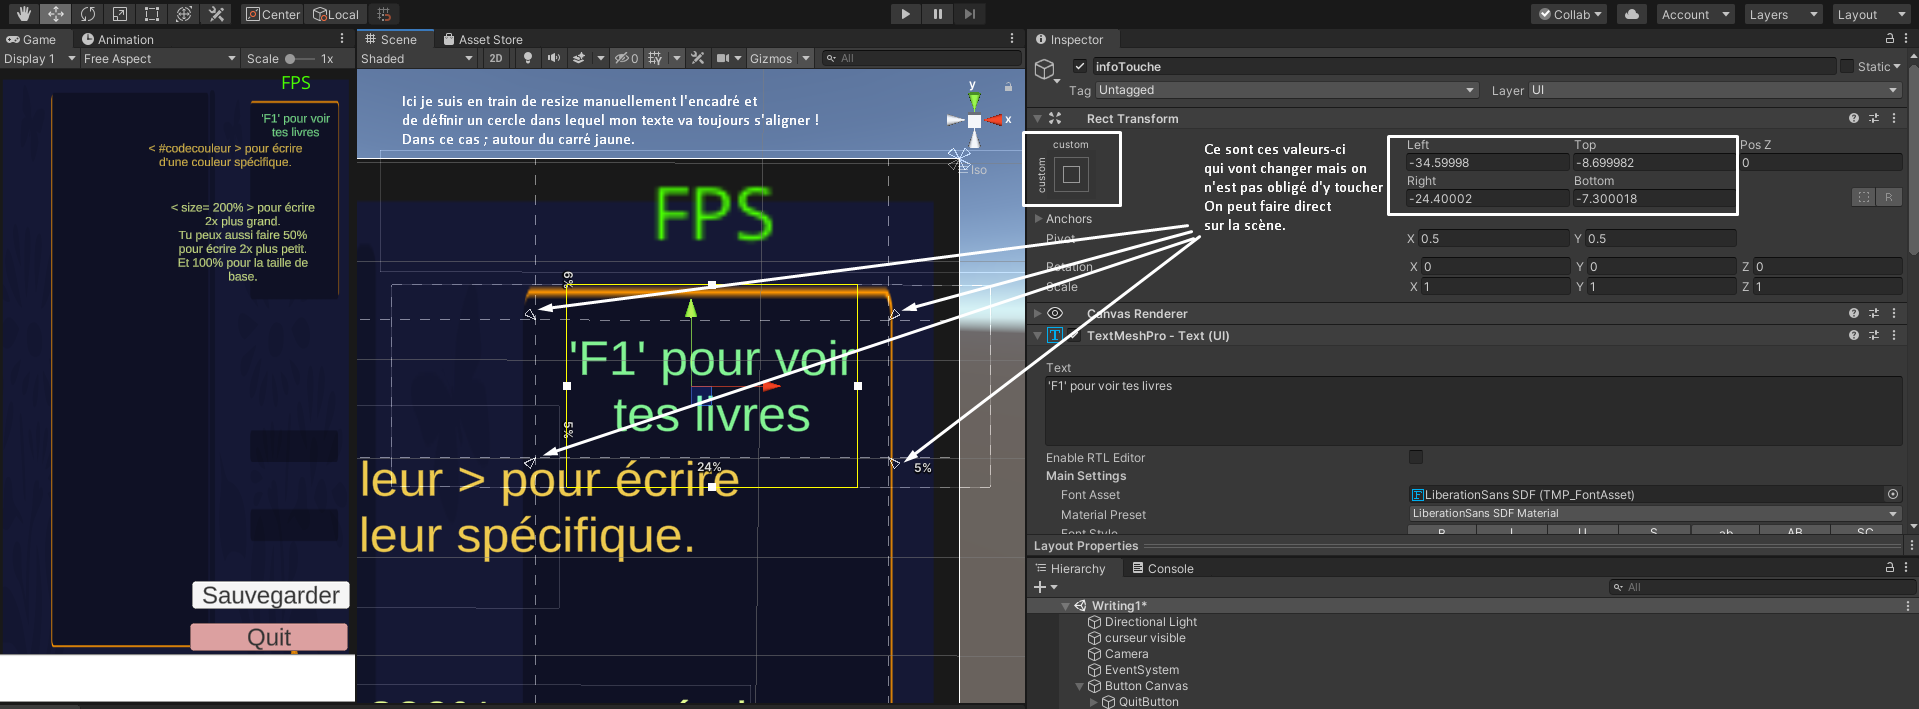 Center
Local
Collab
Account
Layers
Layout
Game
Animation
Display 1
Free Aspect
Scale
1x
FPS
'F1' pour voir
tes livres
< #codecouleur > pour écrire
d'une couleur spécifique.
< size= 200% > pour écrire
2x plus grand.
Tu peux aussi faire 50%
pour écrire 2x plus petit.
Et 100% pour la taille de
base.
Sauvegarder
Quit
Scene
Asset Store
Shaded
2D
0
Gizmos
All
Ici je suis en train de resize manuellement l'encadré et
de définir un cercle dans lequel mon texte va toujours s'aligner !
Dans ce cas ; autour du carré jaune.
y
x
Iso
FPS
6%
'F1' pour voir
tes livres
5%
24%
5%
leur > pour écrire
leur spécifique.
Inspector
infoTouche
Static
Tag Untagged
Layer UI
Rect Transform
custom
custom
Ce sont ces valeurs-ci
qui vont changer mais on
n'est pas obligé d'y toucher
On peut faire direct
sur la scène.
Left Top Pos Z
-34.59998 -8.699982 0
Right Bottom
-24.40002 -7.300018
R
Anchors
Pivot X 0.5 Y 0.5
Rotation X 0 Y 0 Z 0
Scale X 1 Y 1 Z 1
Canvas Renderer
TextMeshPro - Text (UI)
Text
'F1' pour voir tes livres
Enable RTL Editor
Main Settings
Font Asset
LiberationSans SDF (TMP_FontAsset)
Material Preset
LiberationSans SDF Material
Font Style
B I U S ab AB SC
Layout Properties
Hierarchy
Console
All
Writing1*
Directional Light
curseur visible
Camera
EventSystem
Button Canvas
QuitButton